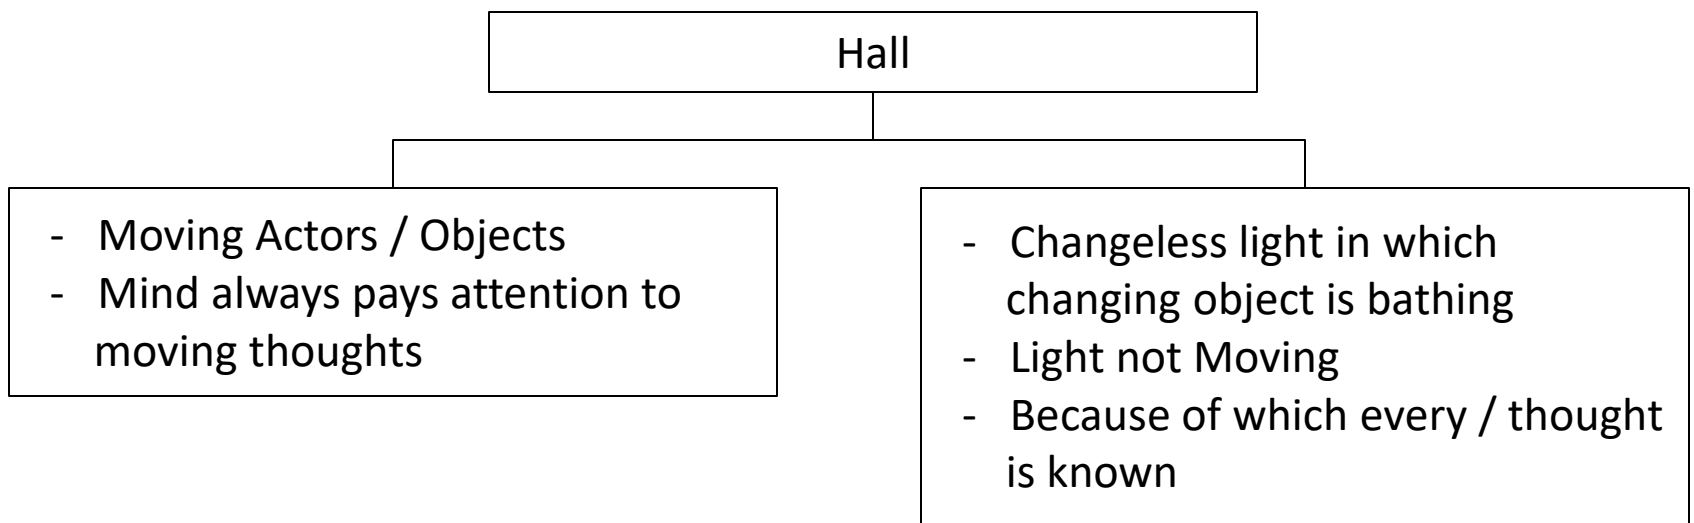 Hall
- Moving Actors / Objects
- Mind always pays attention to
moving thoughts
- Changeless light in which
changing object is bathing
- Light not Moving
- Because of which every / thought
is known